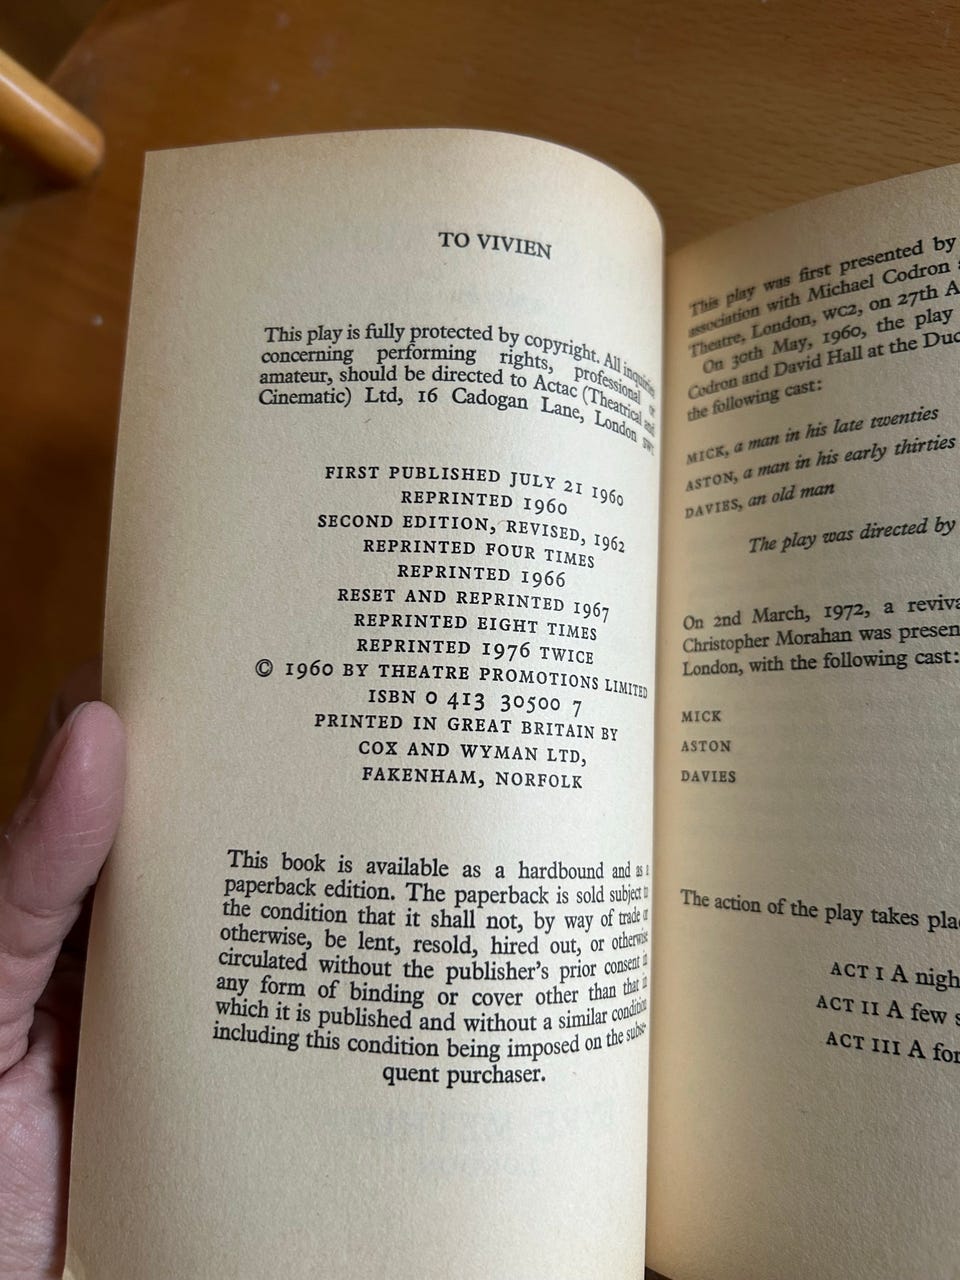 TO VIVIEN
This play is fully protected by copyright. All inquiries
concerning performing rights, professional or
amateur, should be directed to Actac (Theatrical and
Cinematic) Ltd, 16 Cadogan Lane, London SW1
FIRST PUBLISHED JULY 21 1960
REPRINTED 1960
SECOND EDITION, REVISED, 1962
REPRINTED FOUR TIMES
REPRINTED 1966
RESET AND REPRINTED 1967
REPRINTED EIGHT TIMES
REPRINTED 1976 TWICE
© 1960 BY THEATRE PROMOTIONS LIMITED
ISBN 0 413 30500 7
PRINTED IN GREAT BRITAIN BY
COX AND WYMAN LTD,
FAKENHAM, NORFOLK
This book is available as a hardbound and as a
paperback edition. The paperback is sold subject to
the condition that it shall not, by way of trade or
otherwise, be lent, resold, hired out, or otherwise
circulated without the publisher's prior consent in
any form of binding or cover other than that in
which it is published and without a similar condition
including this condition being imposed on the subse-
quent purchaser.
This play was first presented by
association with Michael Codron
Theatre, London, WC2, on 27th A
On 30th May, 1960, the play
Codron and David Hall at the Duc
the following cast:
MICK, a man in his late twenties
ASTON, a man in his early thirties
DAVIES, an old man
The play was directed by
On 2nd March, 1972, a reviva
Christopher Morahan was presen
London, with the following cast:
MICK
ASTON
DAVIES
The action of the play takes pla
ACT I A nigh
ACT II A few s
ACT III A for